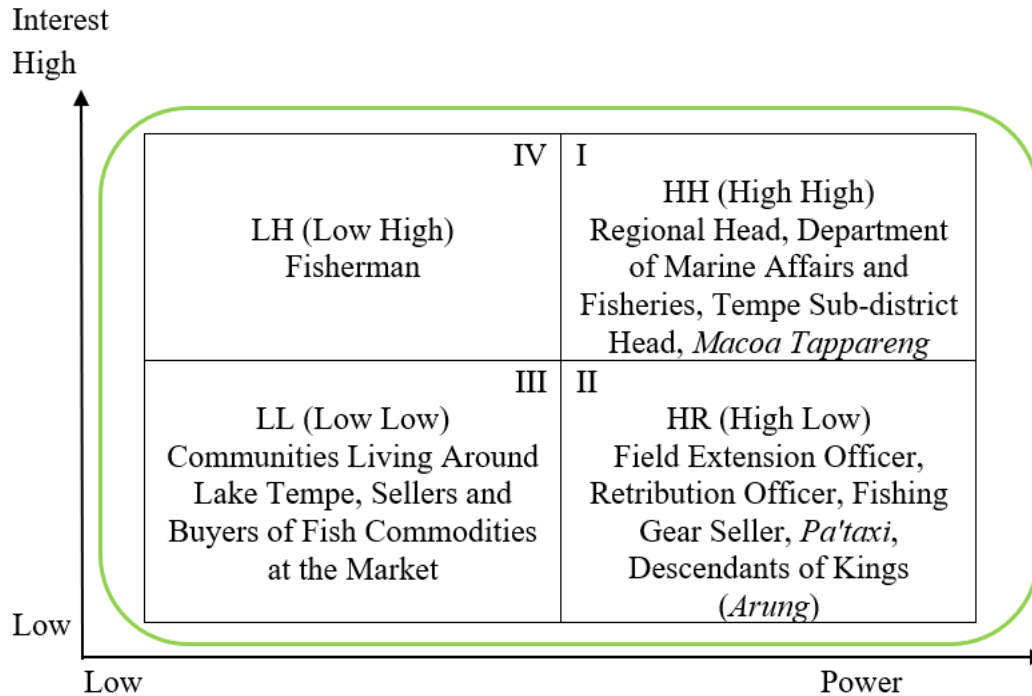 Interest
High
IV
LH (Low High)
Fisherman
I
HH (High High)
Regional Head, Department
of Marine Affairs and
Fisheries, Tempe Sub-district
Head, Macoa Tappareng
III
LL (Low Low)
Communities Living Around
Lake Tempe, Sellers and
Buyers of Fish Commodities
at the Market
II
HR (High Low)
Field Extension Officer,
Retribution Officer, Fishing
Gear Seller, Pa'taxi,
Descendants of Kings
(Arung)
Low
Low
Power